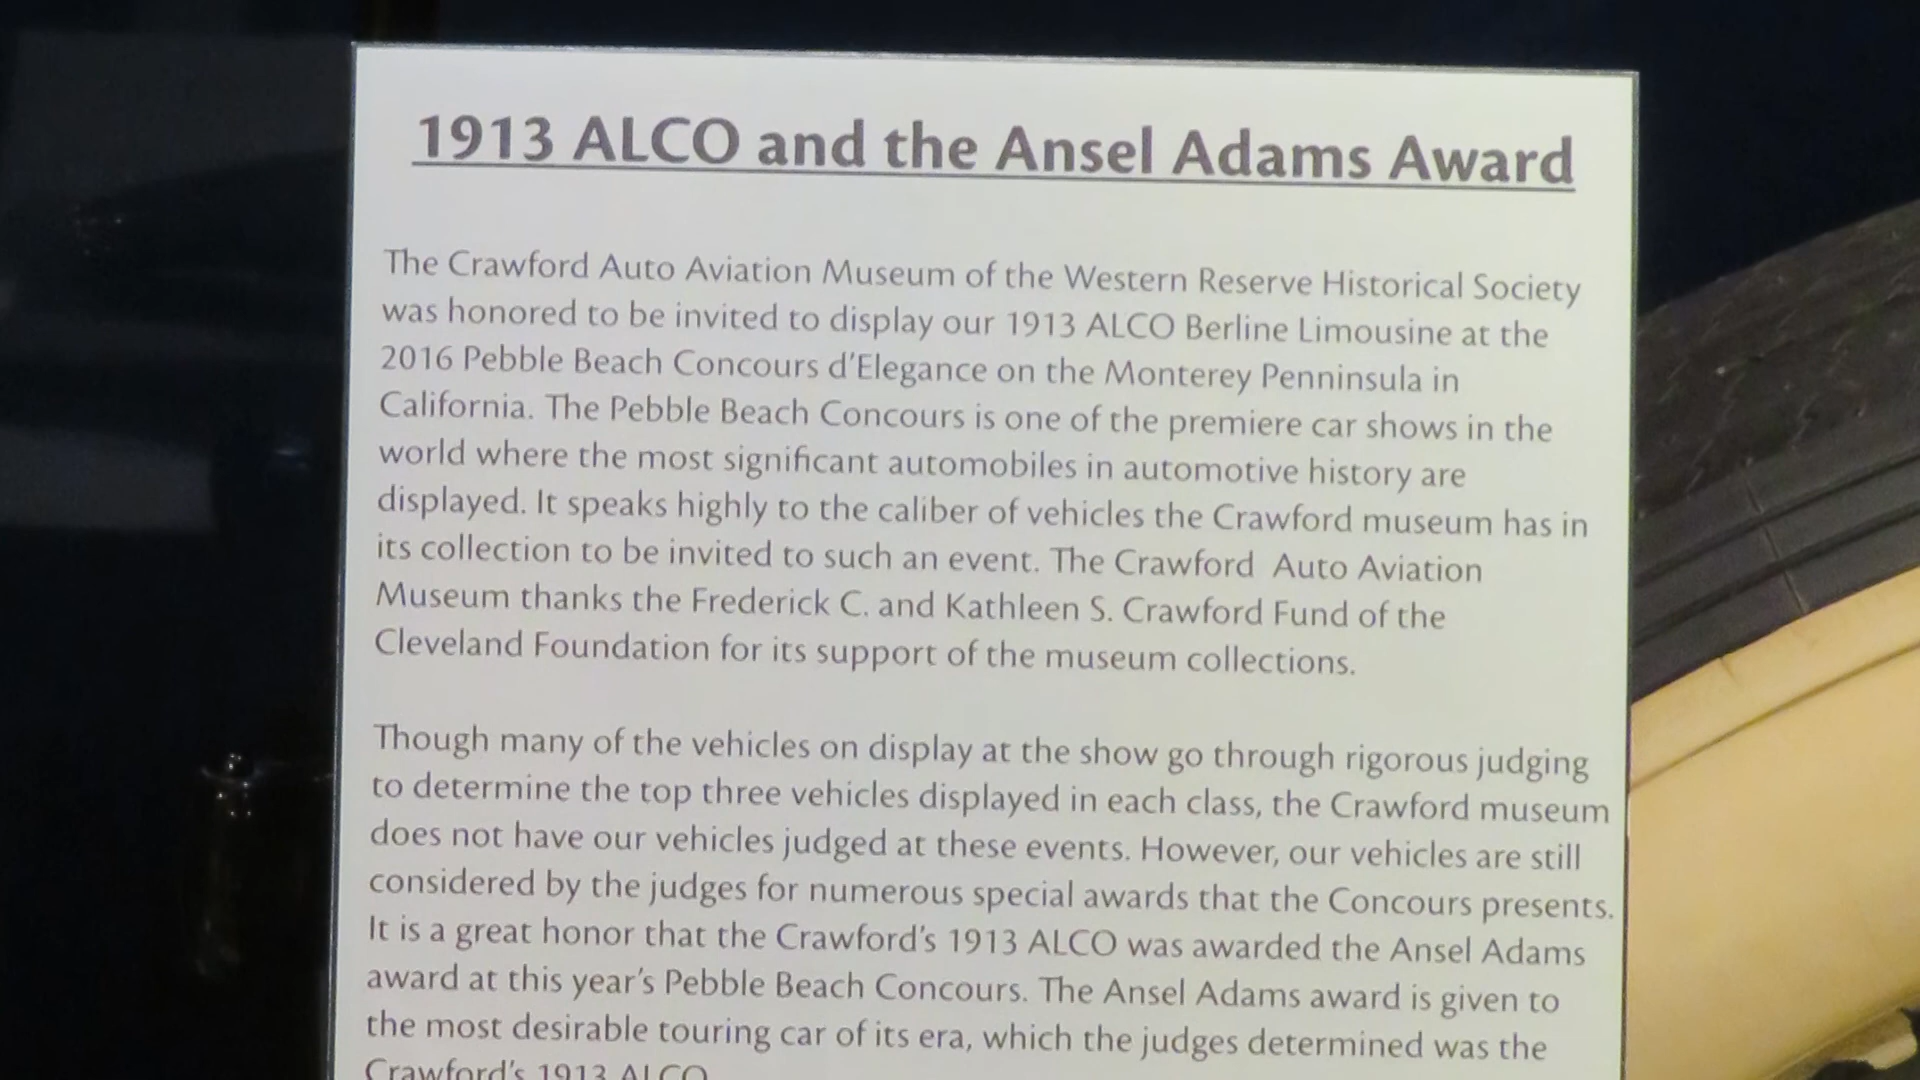 1913 ALCO and the Ansel Adams Award
The Crawford Auto Aviation Museum of the Western Reserve Historical Society
was honored to be invited to display our 1913 ALCO Berline Limousine at the
2016 Pebble Beach Concours d'Elegance on the Monterey Penninsula in
California. The Pebble Beach Concours is one of the premiere car shows in the
world where the most significant automobiles in automotive history are
displayed. It speaks highly to the caliber of vehicles the Crawford museum has in
its collection to be invited to such an event. The Crawford  Auto Aviation
Museum thanks the Frederick C. and Kathleen S. Crawford Fund of the
Cleveland Foundation for its support of the museum collections.
Though many of the vehicles on display at the show go through rigorous judging
to determine the top three vehicles displayed in each class, the Crawford museum
does not have our vehicles judged at these events. However, our vehicles are still
considered by the judges for numerous special awards that the Concours presents.
It is a great honor that the Crawford's 1913 ALCO was awarded the Ansel Adams
award at this year's Pebble Beach Concours. The Ansel Adams award is given to
the most desirable touring car of its era, which the judges determined was the
Crawford's 1913 ALCO